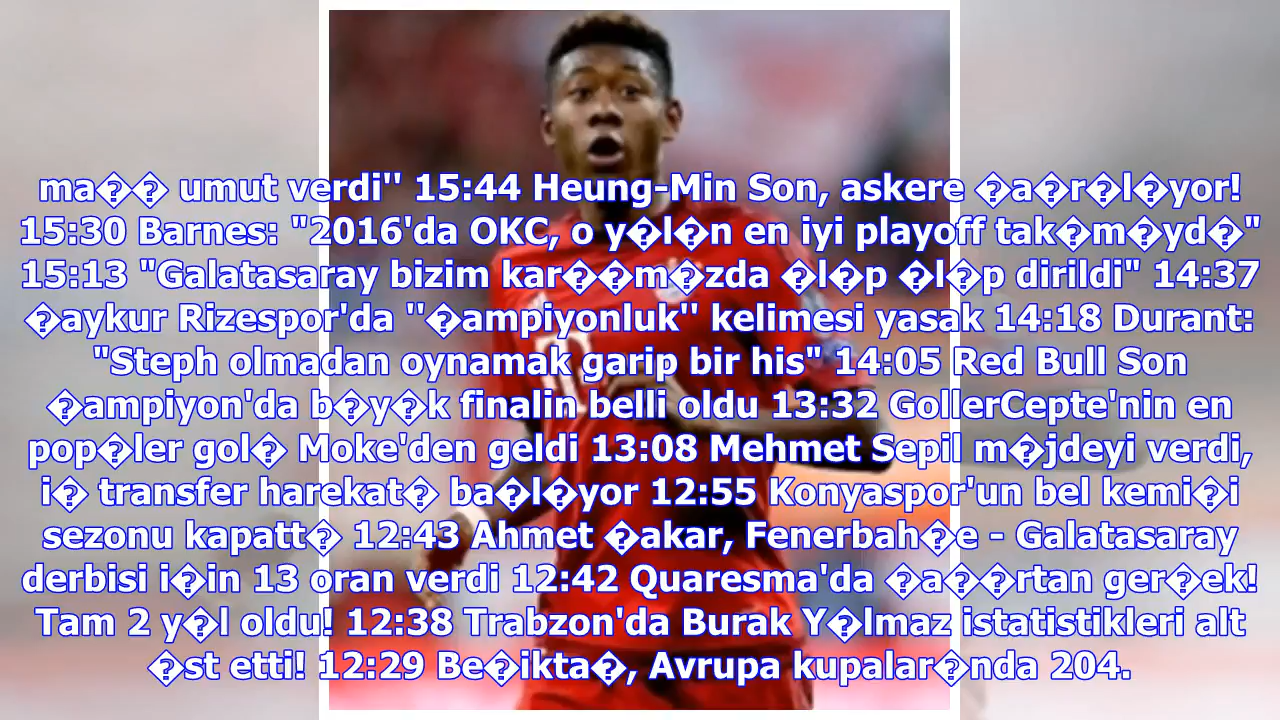 ma�� umut verdi" 15:44 Heung-Min Son, askere �a�r�l�yor!
15:30 Barnes: "2016'da OKC, o y�l�n en iyi playoff tak�m�yd�"
15:13 "Galatasaray bizim kar��m�zda �l�p �l�p dirildi" 14:37
�aykur Rizespor'da "�ampiyonluk" kelimesi yasak 14:18 Durant:
"Steph olmadan oynamak garip bir his" 14:05 Red Bull Son
�ampiyon'da b�y�k finalin belli oldu 13:32 GollerCepte'nin en
pop�ler gol� Moke'den geldi 13:08 Mehmet Sepil m�jdeyi verdi,
i� transfer harekat� ba�l�yor 12:55 Konyaspor'un bel kemi�i
sezonu kapatt� 12:43 Ahmet �akar, Fenerbah�e - Galatasaray
derbisi i�in 13 oran verdi 12:42 Quaresma'da �a��rtan ger�ek!
Tam 2 y�l oldu! 12:38 Trabzon'da Burak Y�lmaz istatistikleri alt
�st etti! 12:29 Be�ikta�, Avrupa kupalar�nda 204.